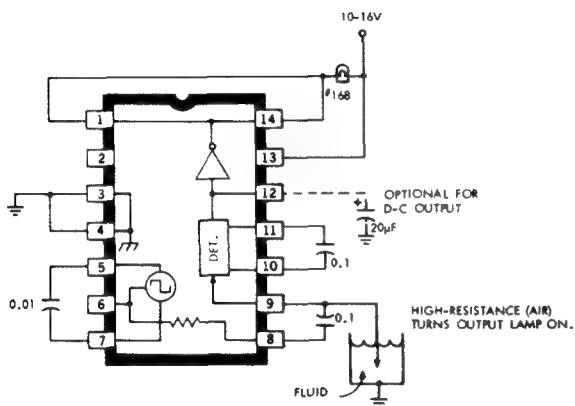 10-16V
#168
1
14
2
13
3
12
OPTIONAL FOR
D-C OUTPUT
+
20µF
4
11
DET.
0.1
5
10
0.01
6
9
HIGH-RESISTANCE (AIR)
TURNS OUTPUT LAMP ON.
0.1
7
8
FLUID